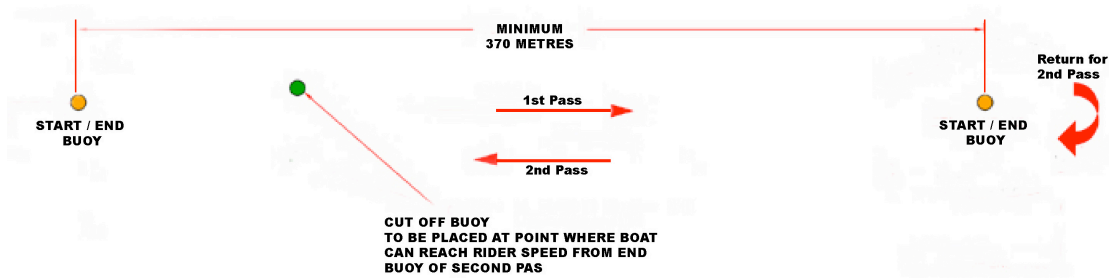 MINIMUM
370 METRES
Return for
2nd Pass
1st Pass
START / END
BUOY
START / END
BUOY
2nd Pass
CUT OFF BUOY
TO BE PLACED AT POINT WHERE BOAT
CAN REACH RIDER SPEED FROM END
BUOY OF SECOND PAS